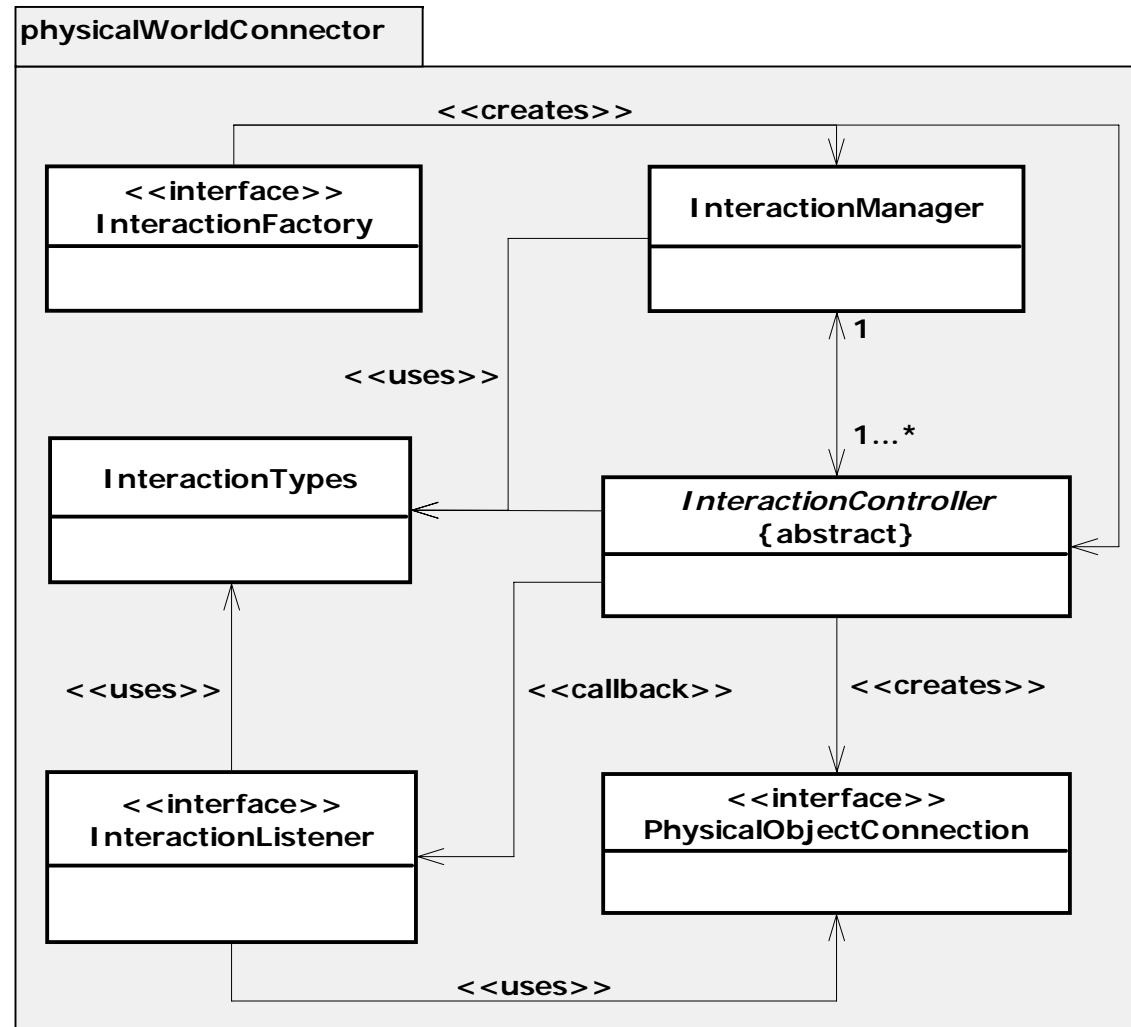 physicalWorldConnector
<<creates>>
<<interface>>
InteractionFactory
InteractionManager
1
<<uses>>
1...*
InteractionTypes
InteractionController
{abstract}
<<uses>>
<<callback>>
<<creates>>
<<interface>>
InteractionListener
<<interface>>
PhysicalObjectConnection
<<uses>>